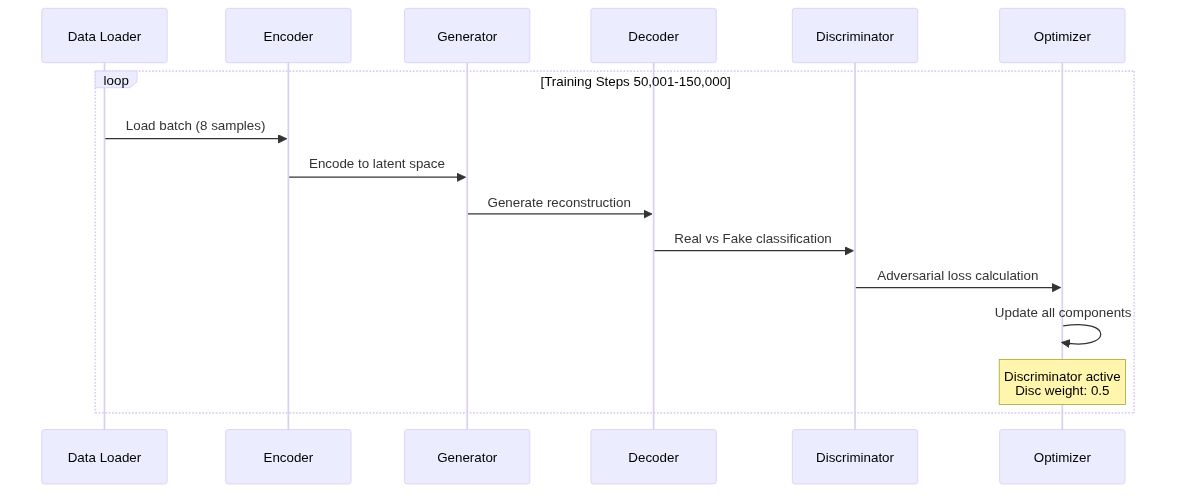 Data Loader
Encoder
Generator
Decoder
Discriminator
Optimizer
loop
[Training Steps 50,001-150,000]
Load batch (8 samples)
Encode to latent space
Generate reconstruction
Real vs Fake classification
Adversarial loss calculation
Update all components
Discriminator active
Disc weight: 0.5
Data Loader
Encoder
Generator
Decoder
Discriminator
Optimizer